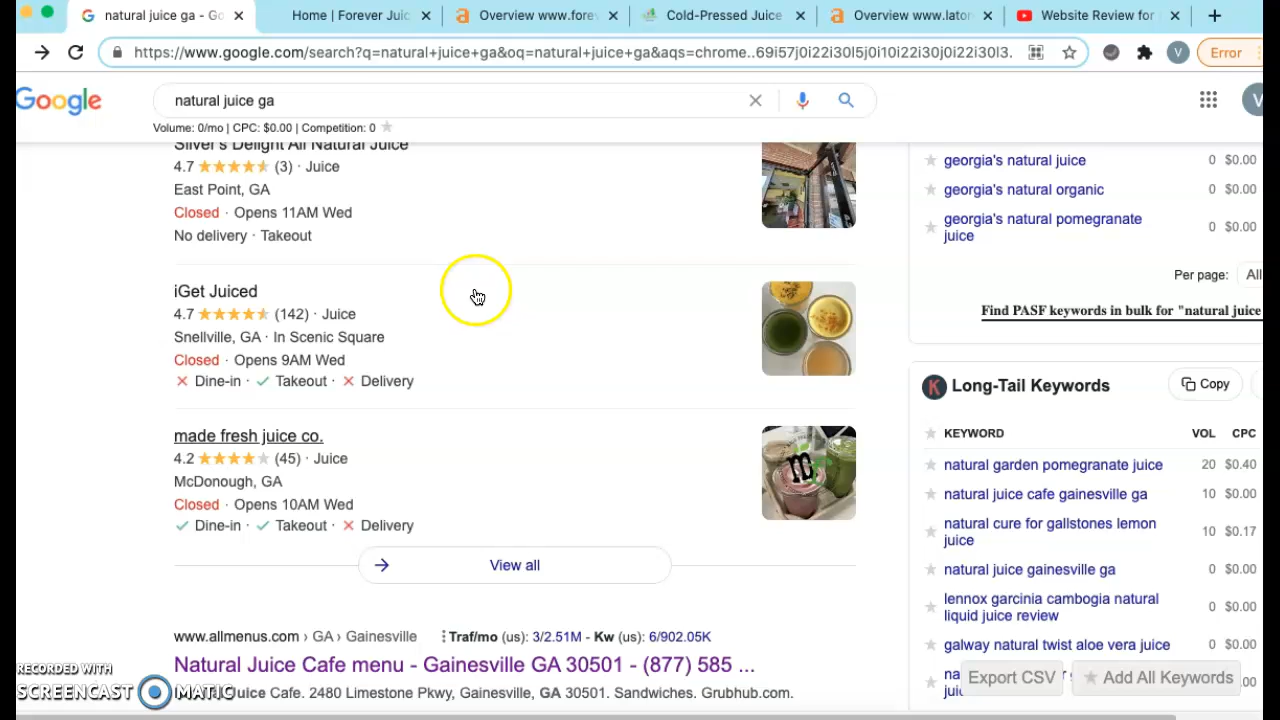 natural juice ga - Go
Home | Forever Juic
Overview www.fore
Cold-Pressed Juice
Overview www.laton
Website Review for
https://www.google.com/search?q=natural+juice+ga&oq=natural+juice+ga&aqs=chrome..69i57j0i22i30l5j0i10i22i30j0i22i30l3.
V
Error
Google
natural juice ga
V
Volume: 0/mo | CPC: $0.00 | Competition: 0
Silver's Delight All Natural Juice
4.7 (3) · Juice
East Point, GA
Closed · Opens 11AM Wed
No delivery · Takeout
iGet Juiced
4.7 (142) · Juice
Snellville, GA · In Scenic Square
Closed · Opens 9AM Wed
Dine-in · Takeout · Delivery
made fresh juice co.
4.2 (45) · Juice
McDonough, GA
Closed · Opens 10AM Wed
Dine-in · Takeout · Delivery
View all
www.allmenus.com › GA › Gainesville
Traf/mo (us): 3/2.51M - Kw (us): 6/902.05K
Natural Juice Cafe menu - Gainesville GA 30501 - (877) 585 ...
Juice Cafe. 2480 Limestone Pkwy, Gainesville, GA 30501. Sandwiches. Grubhub.com.
georgia's natural juice 0 $0.00
georgia's natural organic 0 $0.00
georgia's natural pomegranate
juice 0 $0.00
Per page: All
Find PASF keywords in bulk for "natural juice
K Long-Tail Keywords Copy
KEYWORD VOL CPC
natural garden pomegranate juice 20 $0.40
natural juice cafe gainesville ga 10 $0.00
natural cure for gallstones lemon
juice 10 $0.17
natural juice gainesville ga 0 $0.00
lennox garcinia cambogia natural
liquid juice review 0 $0.00
galway natural twist aloe vera juice 0 $0.00
Export CSV
Add All Keywords
RECORDED WITH
SCREENCAST MATIC